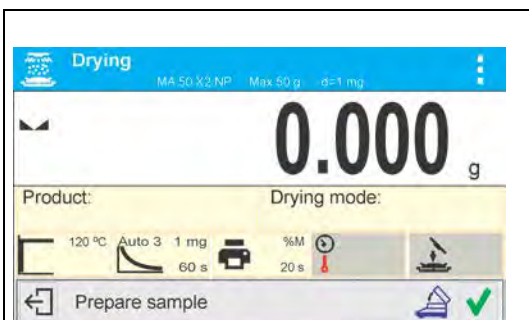 Drying
MA 50.X2.NP Max 50 g d=1 mg
0.000 g
Product: Drying mode:
120 °C Auto 3 1 mg %M
60 s 20 s
Prepare sample